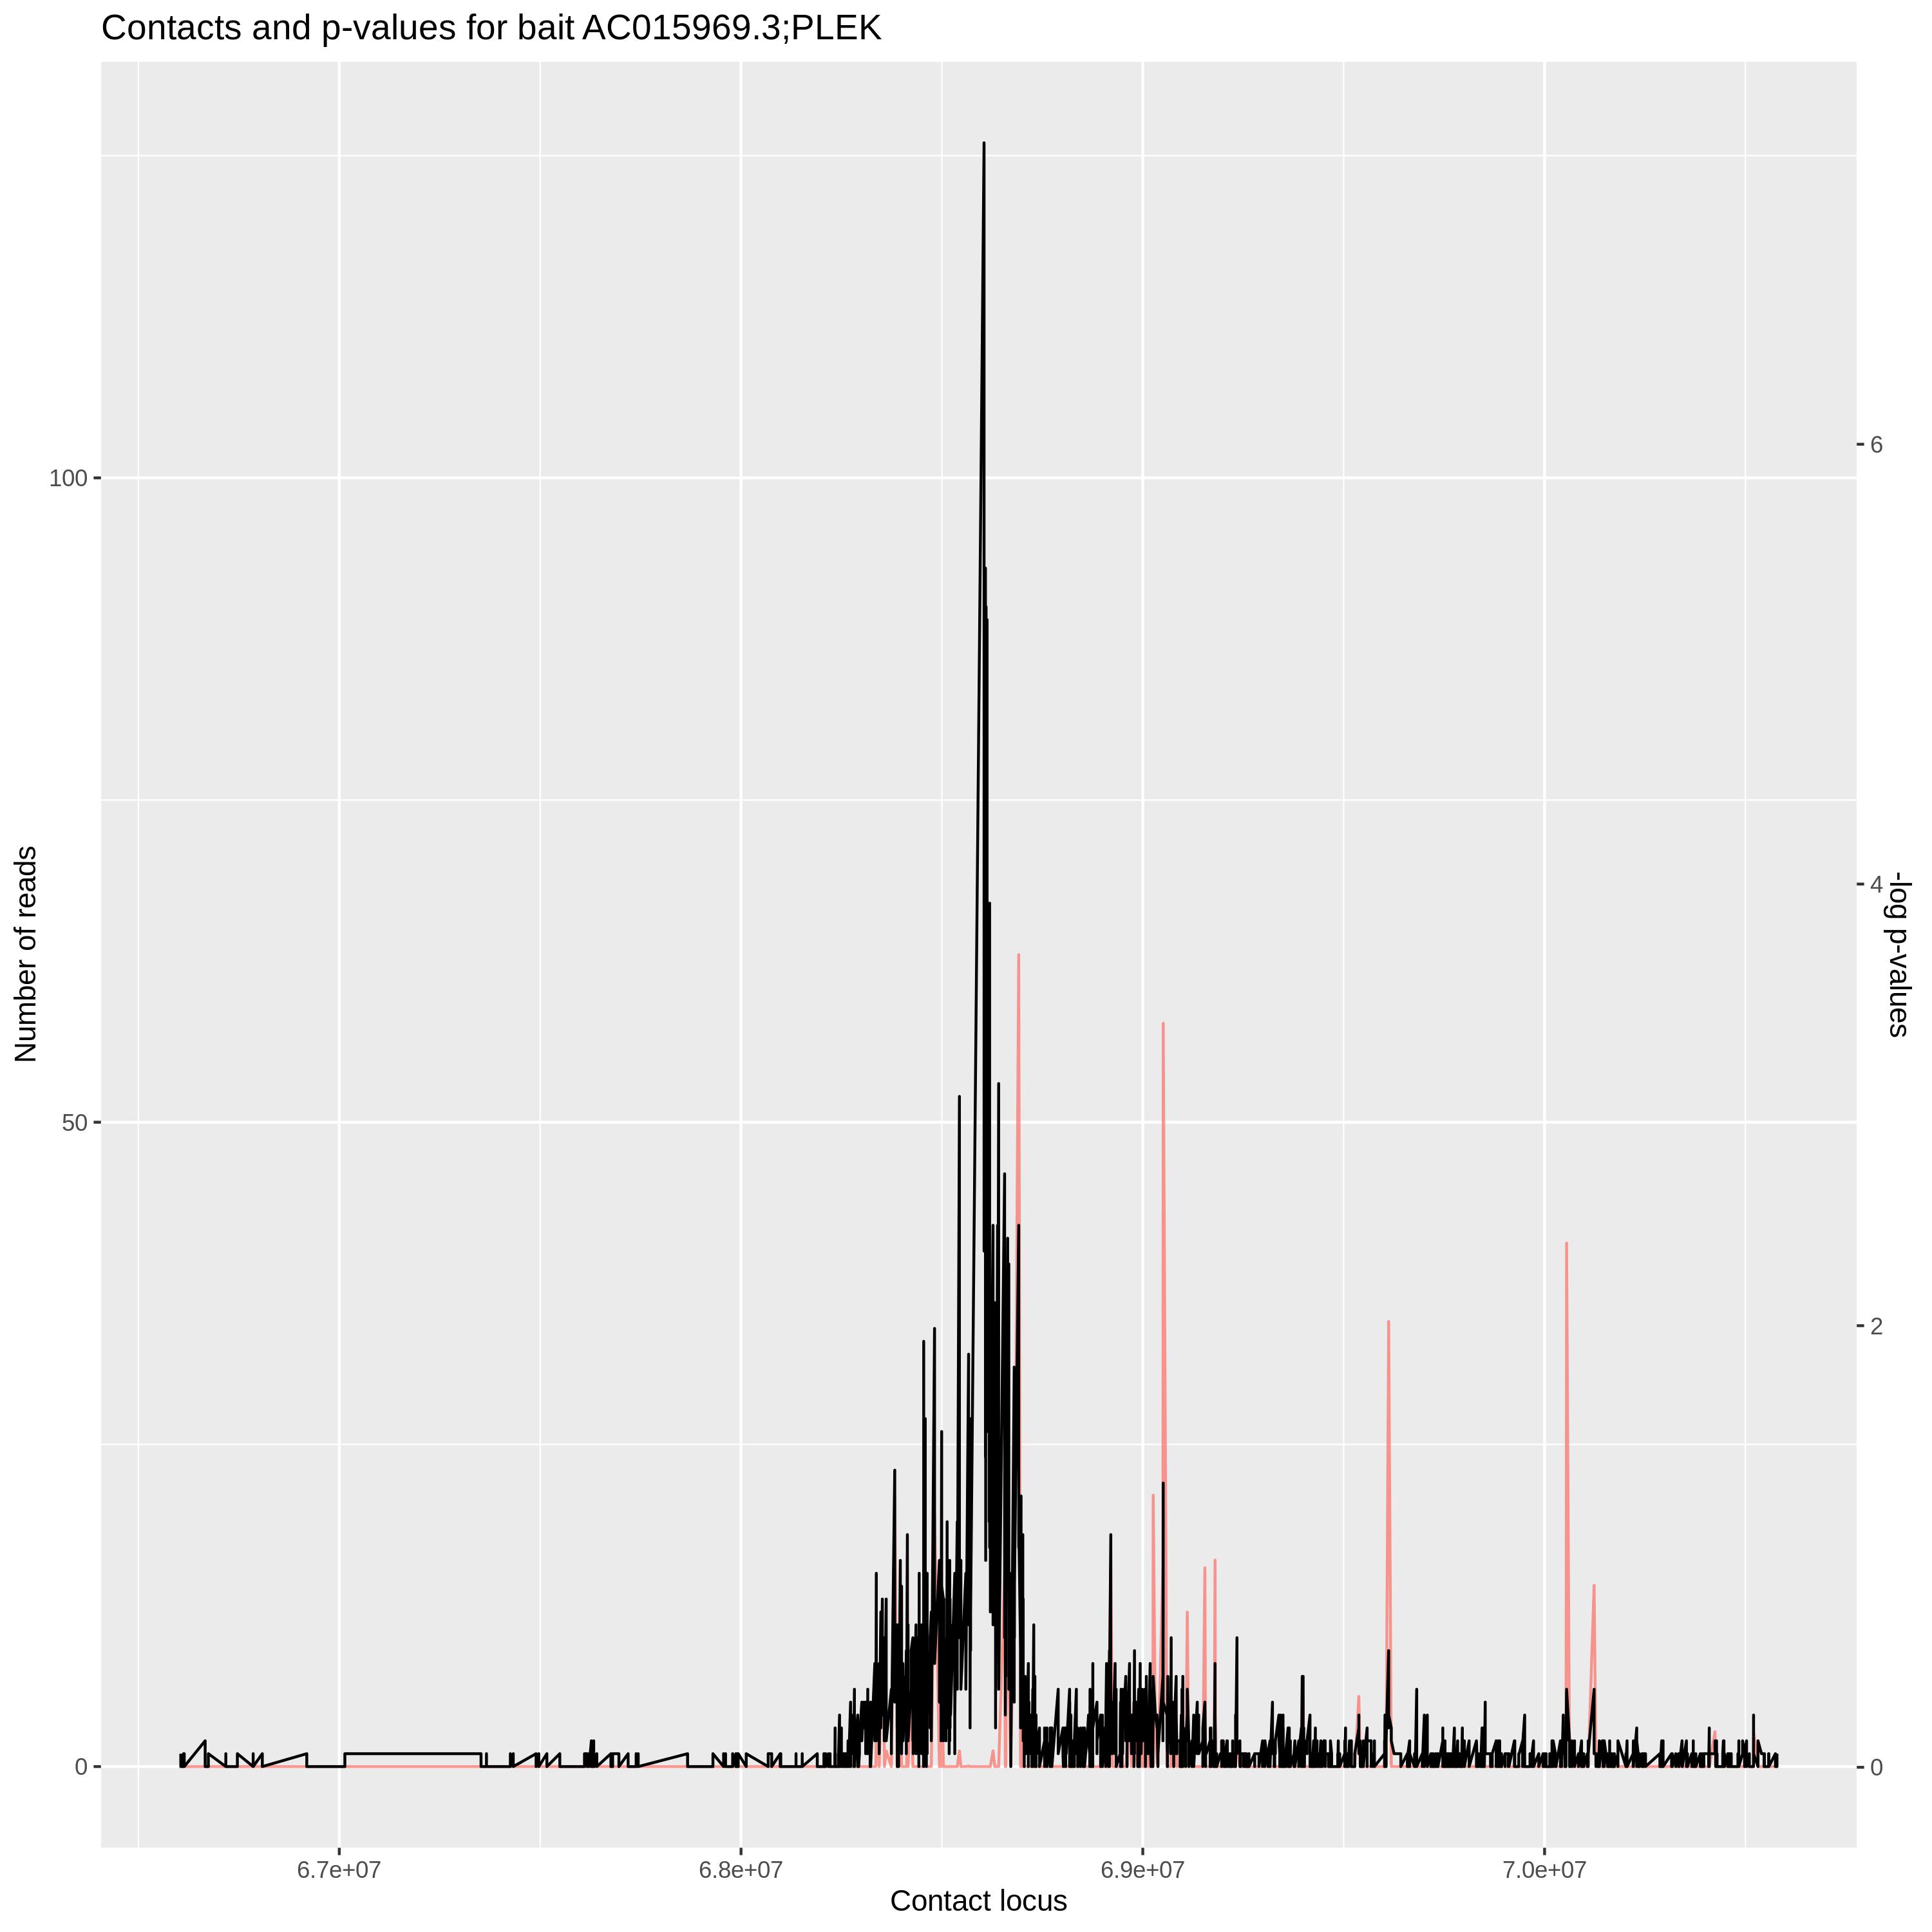 Contacts and p-values for bait AC015969.3;PLEK
Number of reads
100
50
0
6
4
2
0
-log p-values
6.7e+07
6.8e+07
6.9e+07
7.0e+07
Contact locus